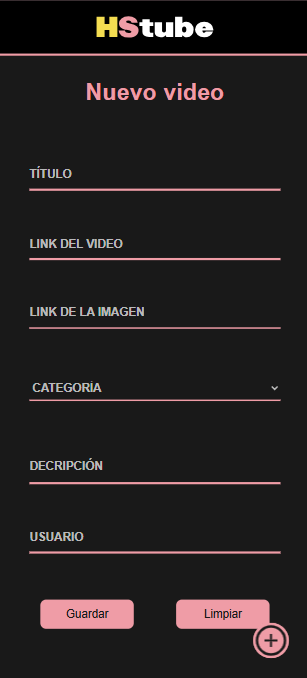 HStube
Nuevo video
TÍTULO
LINK DEL VIDEO
LINK DE LA IMAGEN
CATEGORÍA
DECRIPCIÓN
USUARIO
Guardar Limpiar